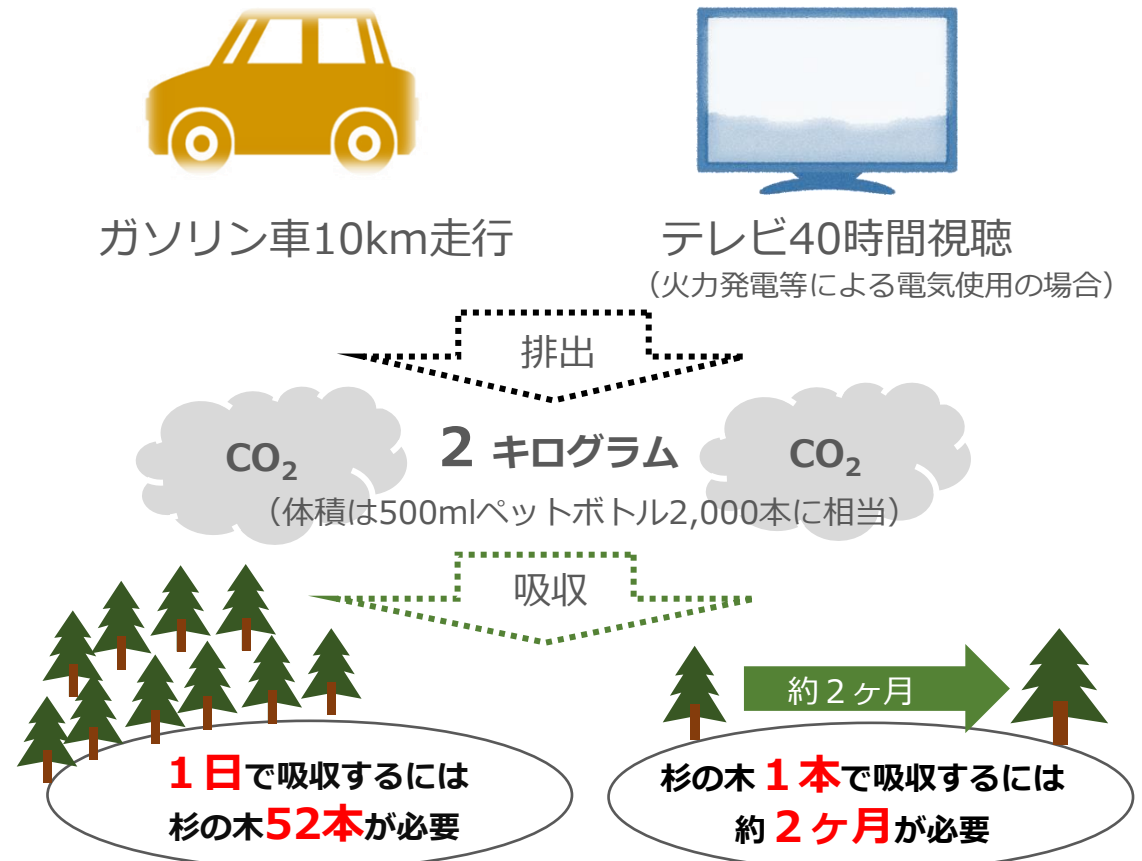 ガソリン車10km走行
テレビ40時間視聴
（火力発電等による電気使用の場合）
排出
CO₂
２ キログラム
CO₂
（体積は500mlペットボトル2,000本に相当）
吸収
約２ヶ月
１日で吸収するには
杉の木52本が必要
杉の木１本で吸収するには
約２ヶ月が必要